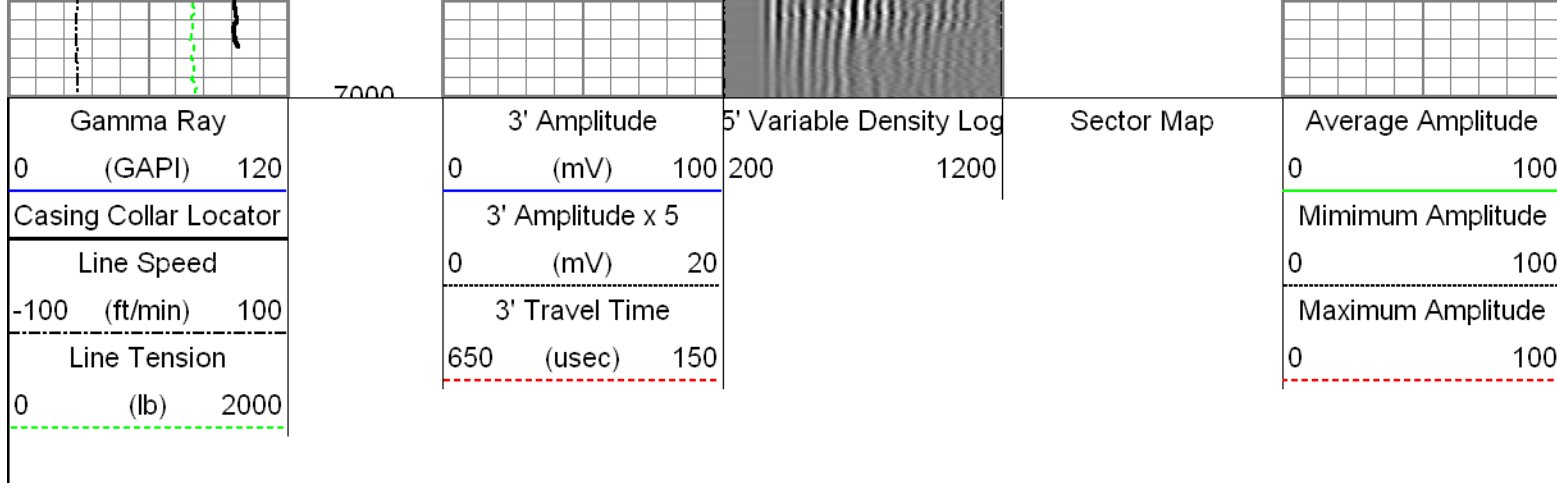 7000
Gamma Ray
0 (GAPI) 120
Casing Collar Locator
Line Speed
-100 (ft/min) 100
Line Tension
0 (lb) 2000
3' Amplitude
0 (mV) 100
3' Amplitude x 5
0 (mV) 20
3' Travel Time
650 (usec) 150
5' Variable Density Log
200 1200
Sector Map
Average Amplitude
0 100
Mimimum Amplitude
0 100
Maximum Amplitude
0 100